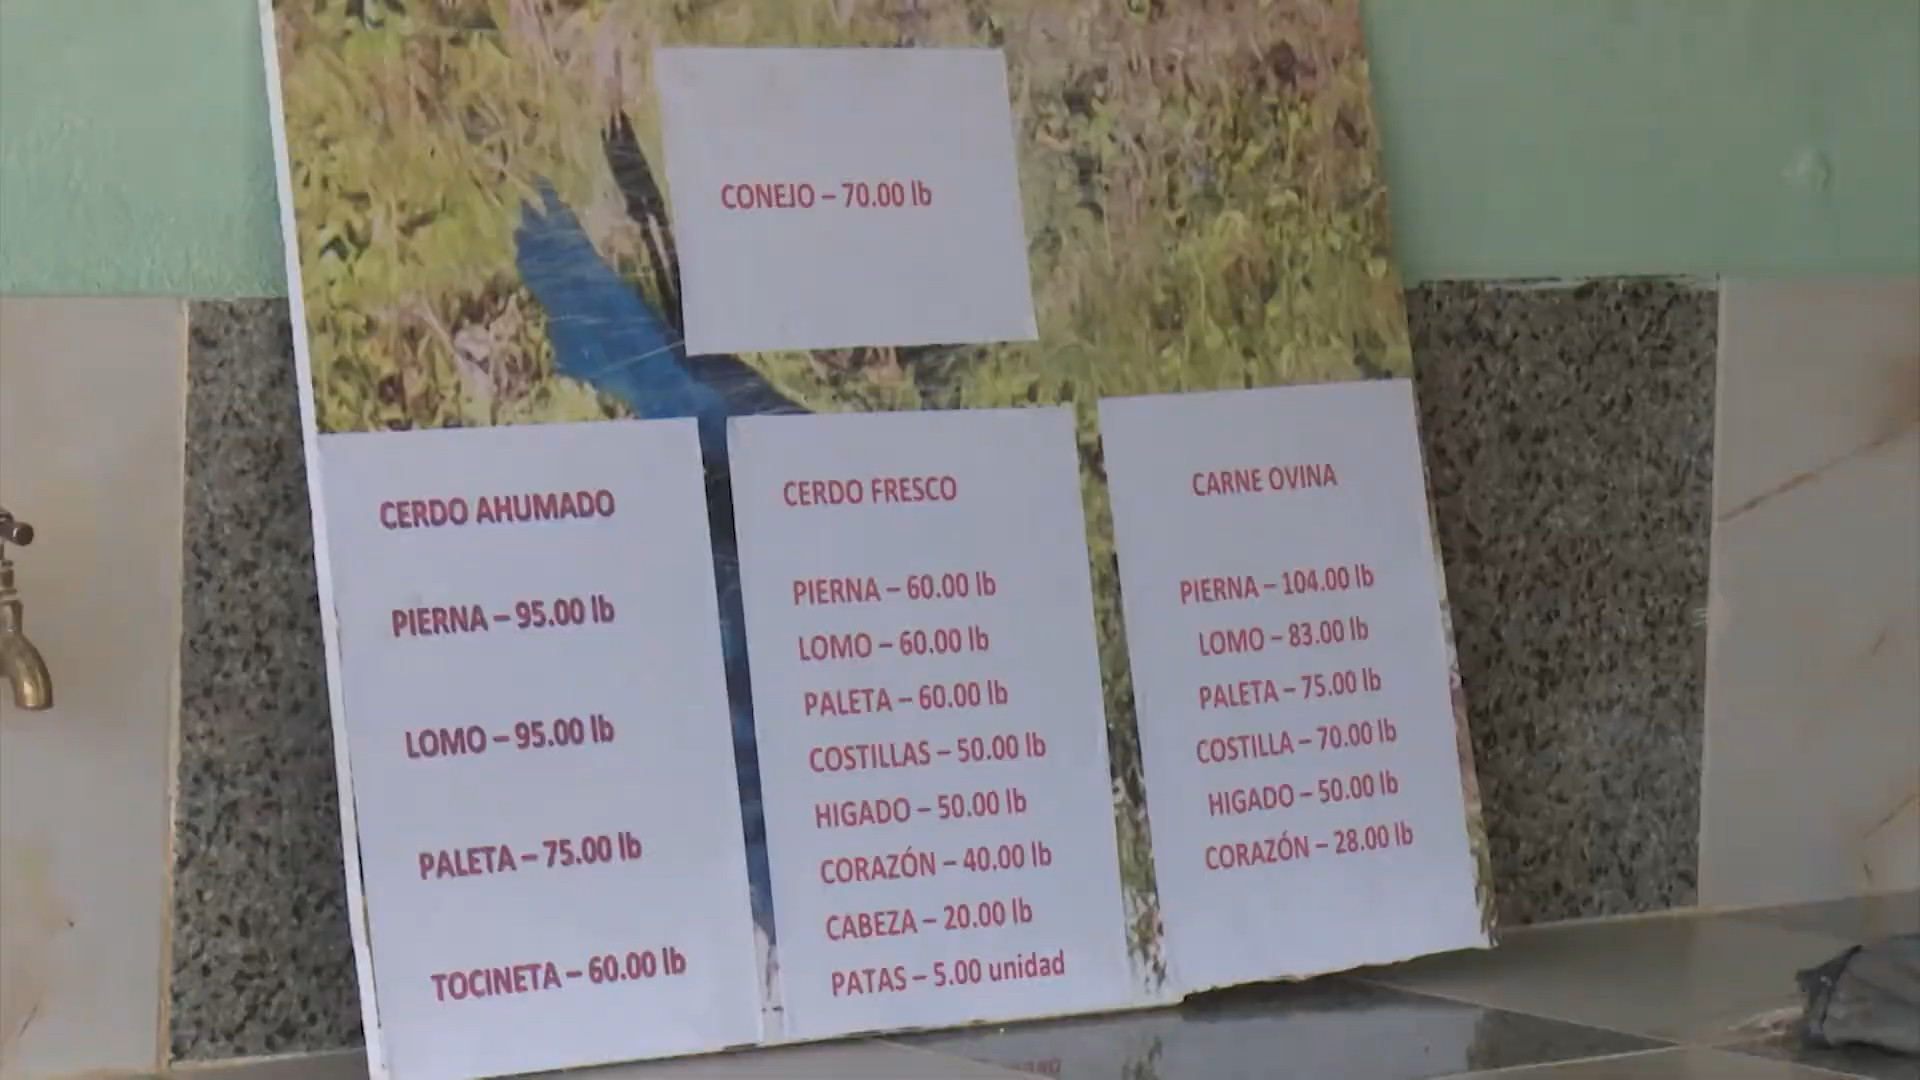 CONEJO – 70.00 lb
CERDO AHUMADO
PIERNA – 95.00 lb
LOMO – 95.00 lb
PALETA – 75.00 lb
TOCINETA – 60.00 lb
CERDO FRESCO
PIERNA – 60.00 lb
LOMO – 60.00 lb
PALETA – 60.00 lb
COSTILLAS – 50.00 lb
HIGADO – 50.00 lb
CORAZÓN – 40.00 lb
CABEZA – 20.00 lb
PATAS – 5.00 unidad
CARNE OVINA
PIERNA – 104.00 lb
LOMO – 83.00 lb
PALETA – 75.00 lb
COSTILLA – 70.00 lb
HIGADO – 50.00 lb
CORAZÓN – 28.00 lb